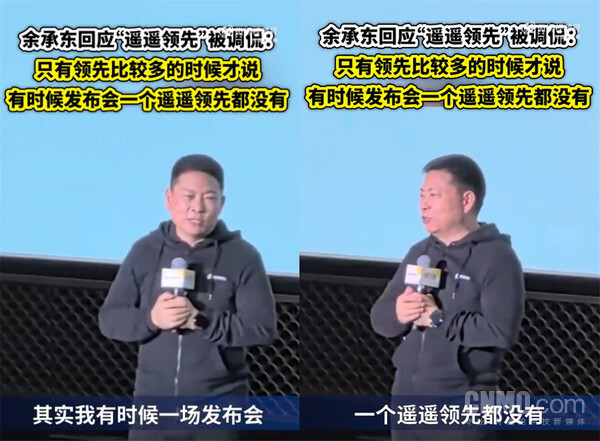 余承东回应“遥遥领先”被调侃：
只有领先比较多的时候才说
有时候发布会一个遥遥领先都没有
其实我有时候一场发布会
余承东回应“遥遥领先”被调侃：
只有领先比较多的时候才说
有时候发布会一个遥遥领先都没有
一个遥遥领先都没有
CNMO.com